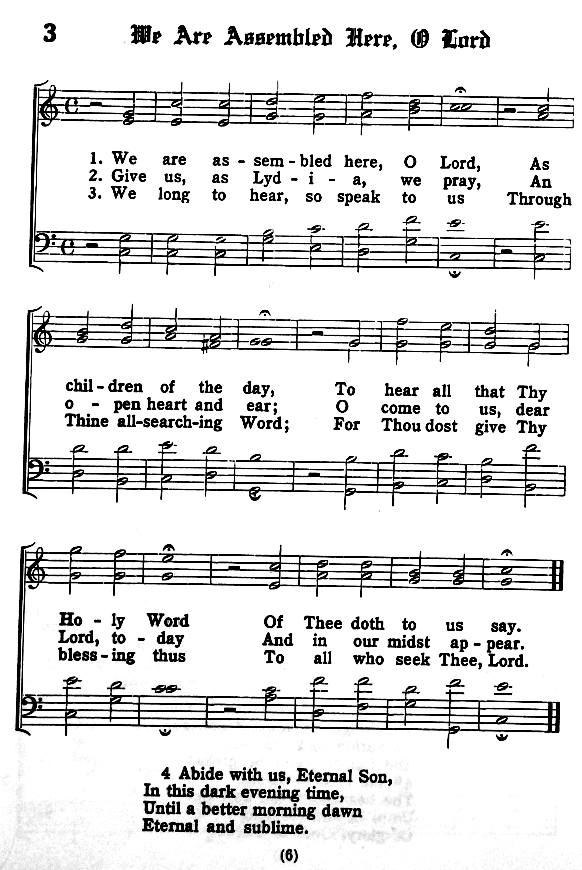 3 We Are Assembled Here, O Lord
1. We are as - sem - bled here, O Lord, As
2. Give us, as Lyd - i - a, we pray, An
3. We long to hear, so speak to us Through
chil - dren of the day, To hear all that Thy
o - pen heart and ear; O come to us, dear
Thine all-search-ing Word; For Thou dost give Thy
Ho - ly Word Of Thee doth to us say.
Lord, to - day And in our midst ap - pear.
bless - ing thus To all who seek Thee, Lord.
4 Abide with us, Eternal Son,
In this dark evening time,
Until a better morning dawn
Eternal and sublime.
(6)